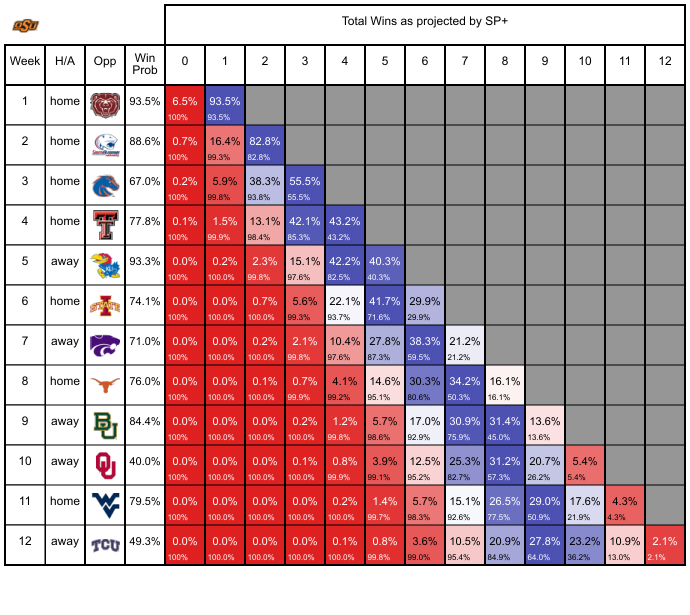 OSU
Total Wins as projected by SP+
Week H/A Opp Win Prob 0 1 2 3 4 5 6 7 8 9 10 11 12
1 home 93.5% 6.5% 93.5%
100% 93.5%
2 home 88.6% 0.7% 16.4% 82.8%
100% 99.3% 82.8%
3 home 67.0% 0.2% 5.9% 38.3% 55.5%
100% 99.8% 93.8% 55.5%
4 home T 77.8% 0.1% 1.5% 13.1% 42.1% 43.2%
100% 99.9% 98.4% 85.3% 43.2%
5 away KU 93.3% 0.0% 0.2% 2.3% 15.1% 42.2% 40.3%
100% 100.0% 99.8% 97.6% 82.5% 40.3%
6 home I STATE 74.1% 0.0% 0.0% 0.7% 5.6% 22.1% 41.7% 29.9%
100% 100.0% 100.0% 99.3% 93.7% 71.6% 29.9%
7 away 71.0% 0.0% 0.0% 0.2% 2.1% 10.4% 27.8% 38.3% 21.2%
100% 100.0% 100.0% 99.8% 97.6% 87.3% 59.5% 21.2%
8 home 76.0% 0.0% 0.0% 0.1% 0.7% 4.1% 14.6% 30.3% 34.2% 16.1%
100% 100.0% 100.0% 99.9% 99.2% 95.1% 80.6% 50.3% 16.1%
9 away BU 84.4% 0.0% 0.0% 0.0% 0.2% 1.2% 5.7% 17.0% 30.9% 31.4% 13.6%
100% 100.0% 100.0% 100.0% 99.8% 98.6% 92.9% 75.9% 45.0% 13.6%
10 away OU 40.0% 0.0% 0.0% 0.0% 0.1% 0.8% 3.9% 12.5% 25.3% 31.2% 20.7% 5.4%
100% 100.0% 100.0% 100.0% 99.9% 99.1% 95.2% 82.7% 57.3% 26.2% 5.4%
11 home WV 79.5% 0.0% 0.0% 0.0% 0.0% 0.2% 1.4% 5.7% 15.1% 26.5% 29.0% 17.6% 4.3%
100% 100.0% 100.0% 100.0% 100.0% 99.7% 98.3% 92.6% 77.5% 50.9% 21.9% 4.3%
12 away TCU 49.3% 0.0% 0.0% 0.0% 0.0% 0.1% 0.8% 3.6% 10.5% 20.9% 27.8% 23.2% 10.9% 2.1%
100% 100.0% 100.0% 100.0% 100.0% 99.8% 99.0% 95.4% 84.9% 64.0% 36.2% 13.0% 2.1%